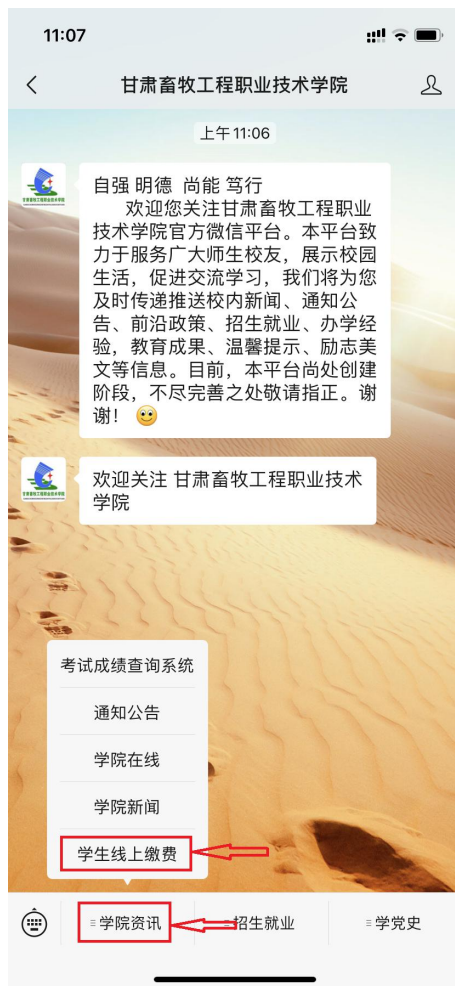 11:07
甘肃畜牧工程职业技术学院
上午 11:06
自强 明德 尚能 笃行
欢迎您关注甘肃畜牧工程职业
技术学院官方微信平台。本平台致
力于服务广大师生校友，展示校园
生活，促进交流学习，我们将为您
及时传递推送校内新闻、通知公
告、前沿政策、招生就业、办学经
验，教育成果、温馨提示、励志美
文等信息。目前，本平台尚处创建
阶段，不尽完善之处敬请指正。谢
谢！
欢迎关注 甘肃畜牧工程职业技术
学院
考试成绩查询系统
通知公告
学院在线
学院新闻
学生线上缴费
学院资讯
招生就业
学党史